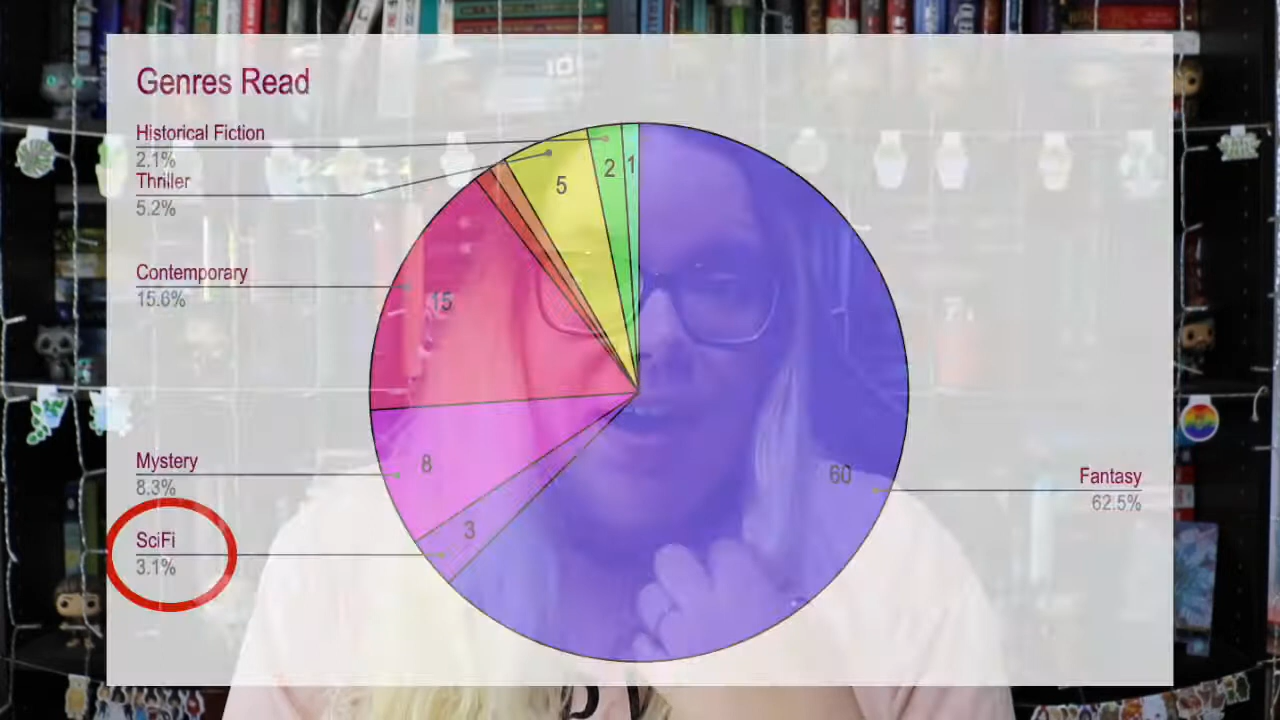 Genres Read
Historical Fiction
2.1%
Thriller
5.2%
Contemporary
15.6%
Mystery
8.3%
SciFi
3.1%
Fantasy
62.5%
5
2
1
15
8
3
60